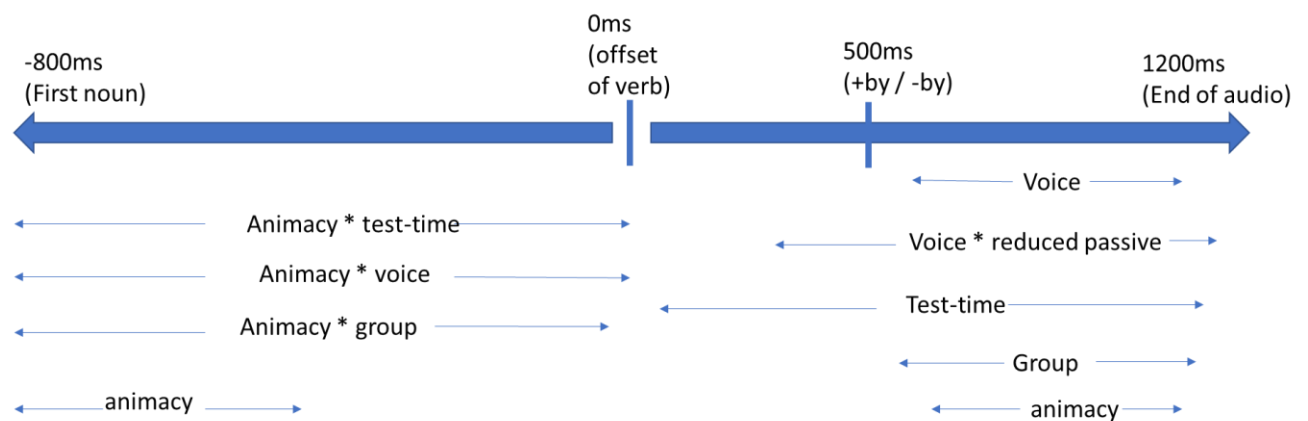 -800ms
(First noun)
0ms
(offset
of verb)
500ms
(+by / -by)
1200ms
(End of audio)
Animacy * test-time
Animacy * voice
Animacy * group
animacy
Voice
Voice * reduced passive
Test-time
Group
animacy